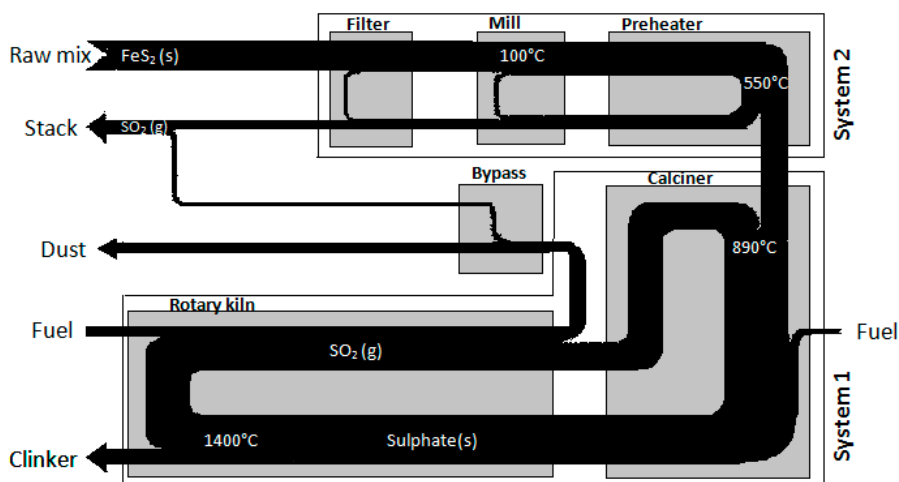 Filter
Mill
Preheater
Raw mix
FeS₂ (s)
100°C
550°C
System 2
Stack
SO₂ (g)
Bypass
Calciner
Dust
890°C
Rotary kiln
Fuel
Fuel
SO₂ (g)
System 1
1400°C
Sulphate(s)
Clinker